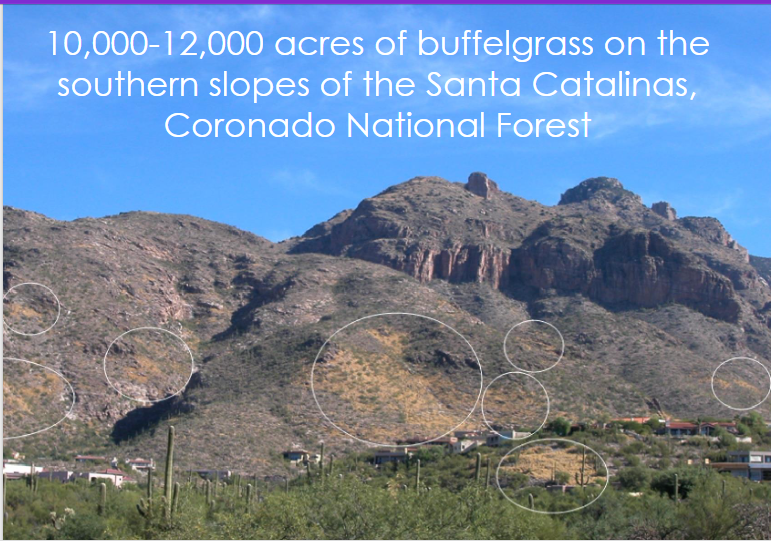 10,000-12,000 acres of buffelgrass on the
southern slopes of the Santa Catalinas,
Coronado National Forest